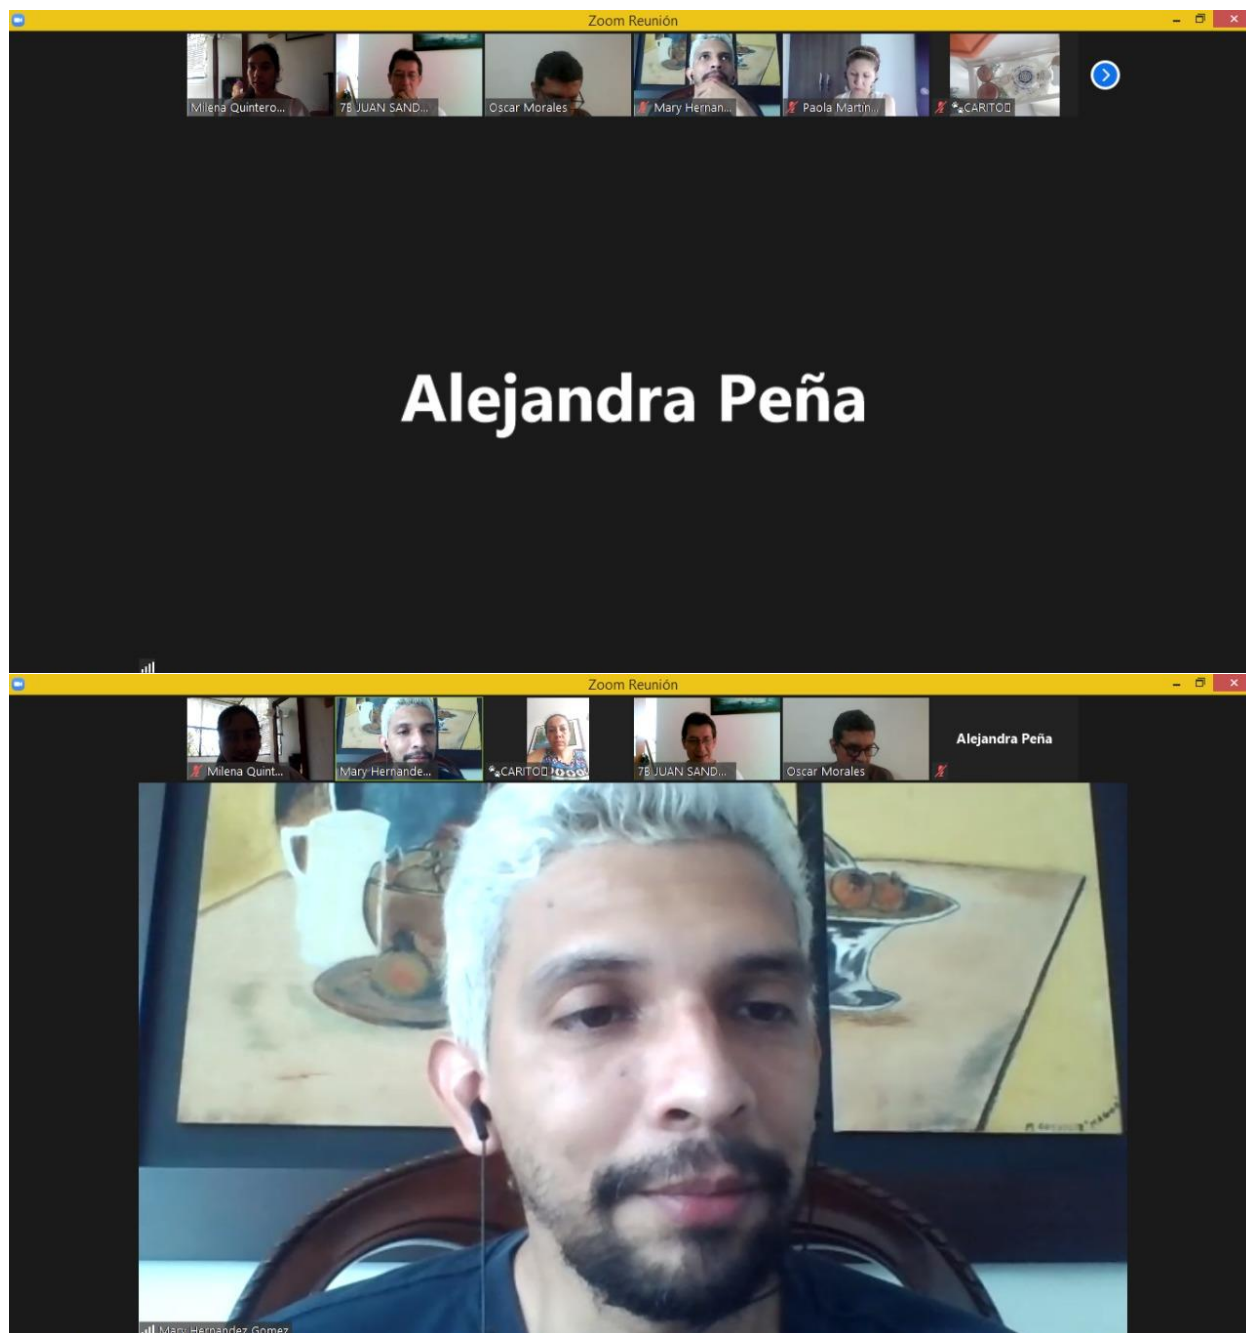 Zoom Reunión
Milena Quintero...
7B JUAN SAND...
Oscar Morales
Mary Hernan...
Paola Martín...
CARITO
Alejandra Peña
Zoom Reunión
Milena Quint...
Mary Hernande...
CARITO
7B JUAN SAND...
Oscar Morales
Alejandra Peña
Mary Hernandez Gomez